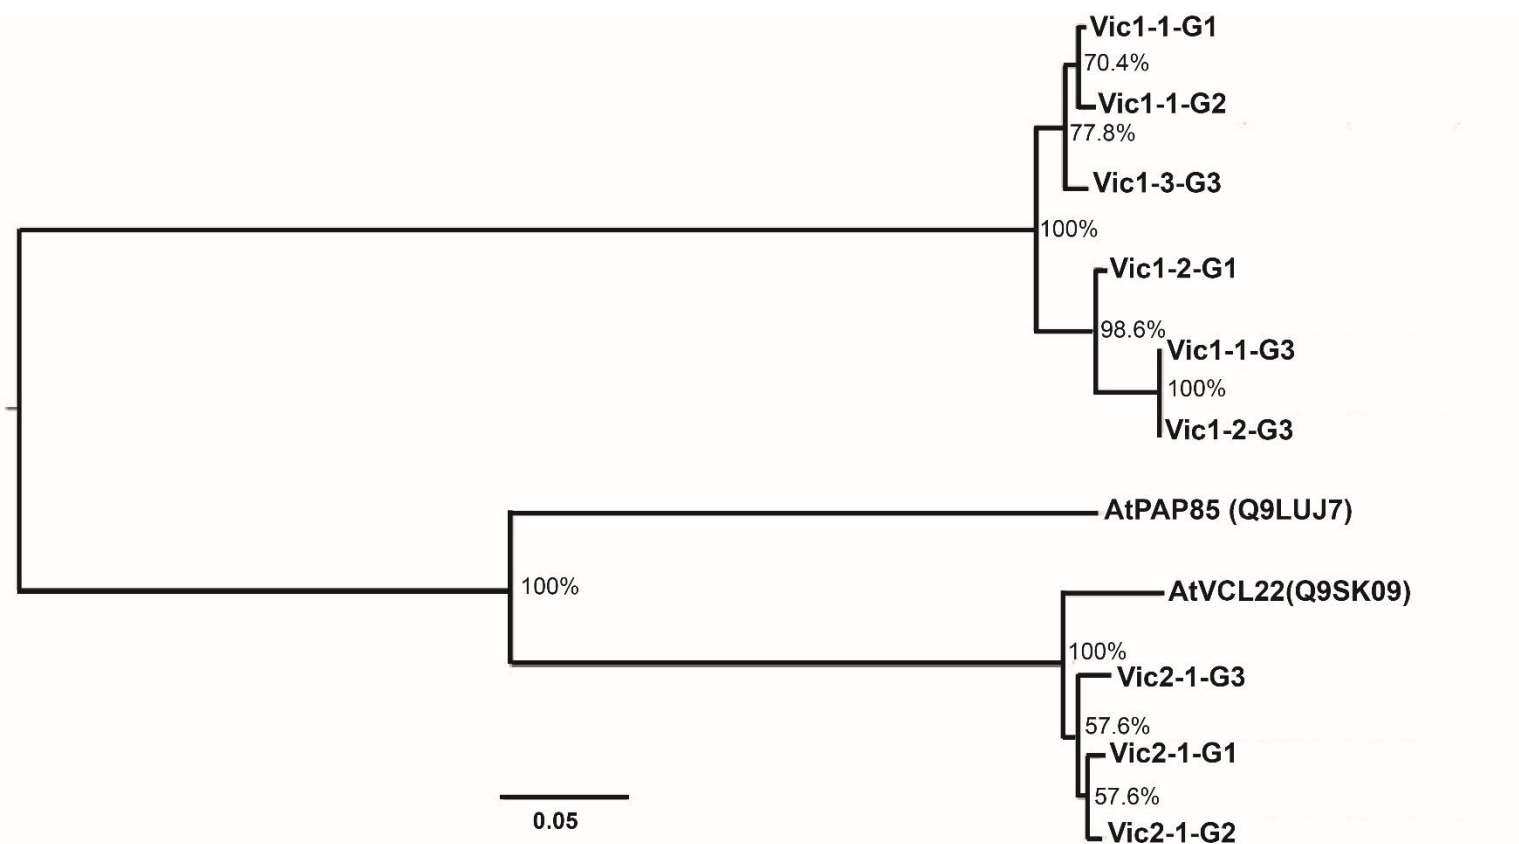 Vic1-1-G1
70.4%
Vic1-1-G2
77.8%
Vic1-3-G3
100%
Vic1-2-G1
98.6%
Vic1-1-G3
100%
Vic1-2-G3
AtPAP85 (Q9LUJ7)
100%
AtVCL22(Q9SK09)
100%
Vic2-1-G3
57.6%
Vic2-1-G1
57.6%
0.05
Vic2-1-G2